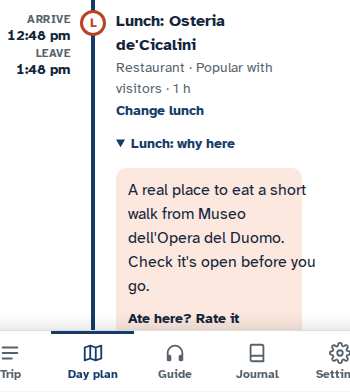 ARRIVE
12:48 pm
LEAVE
1:48 pm
L
Lunch: Osteria
de'Cicalini
Restaurant · Popular with
visitors · 1 h
Change lunch
▼ Lunch: why here
A real place to eat a short
walk from Museo
dell'Opera del Duomo.
Check it's open before you
go.
Ate here? Rate it
Trip
Day plan
Guide
Journal
Settin